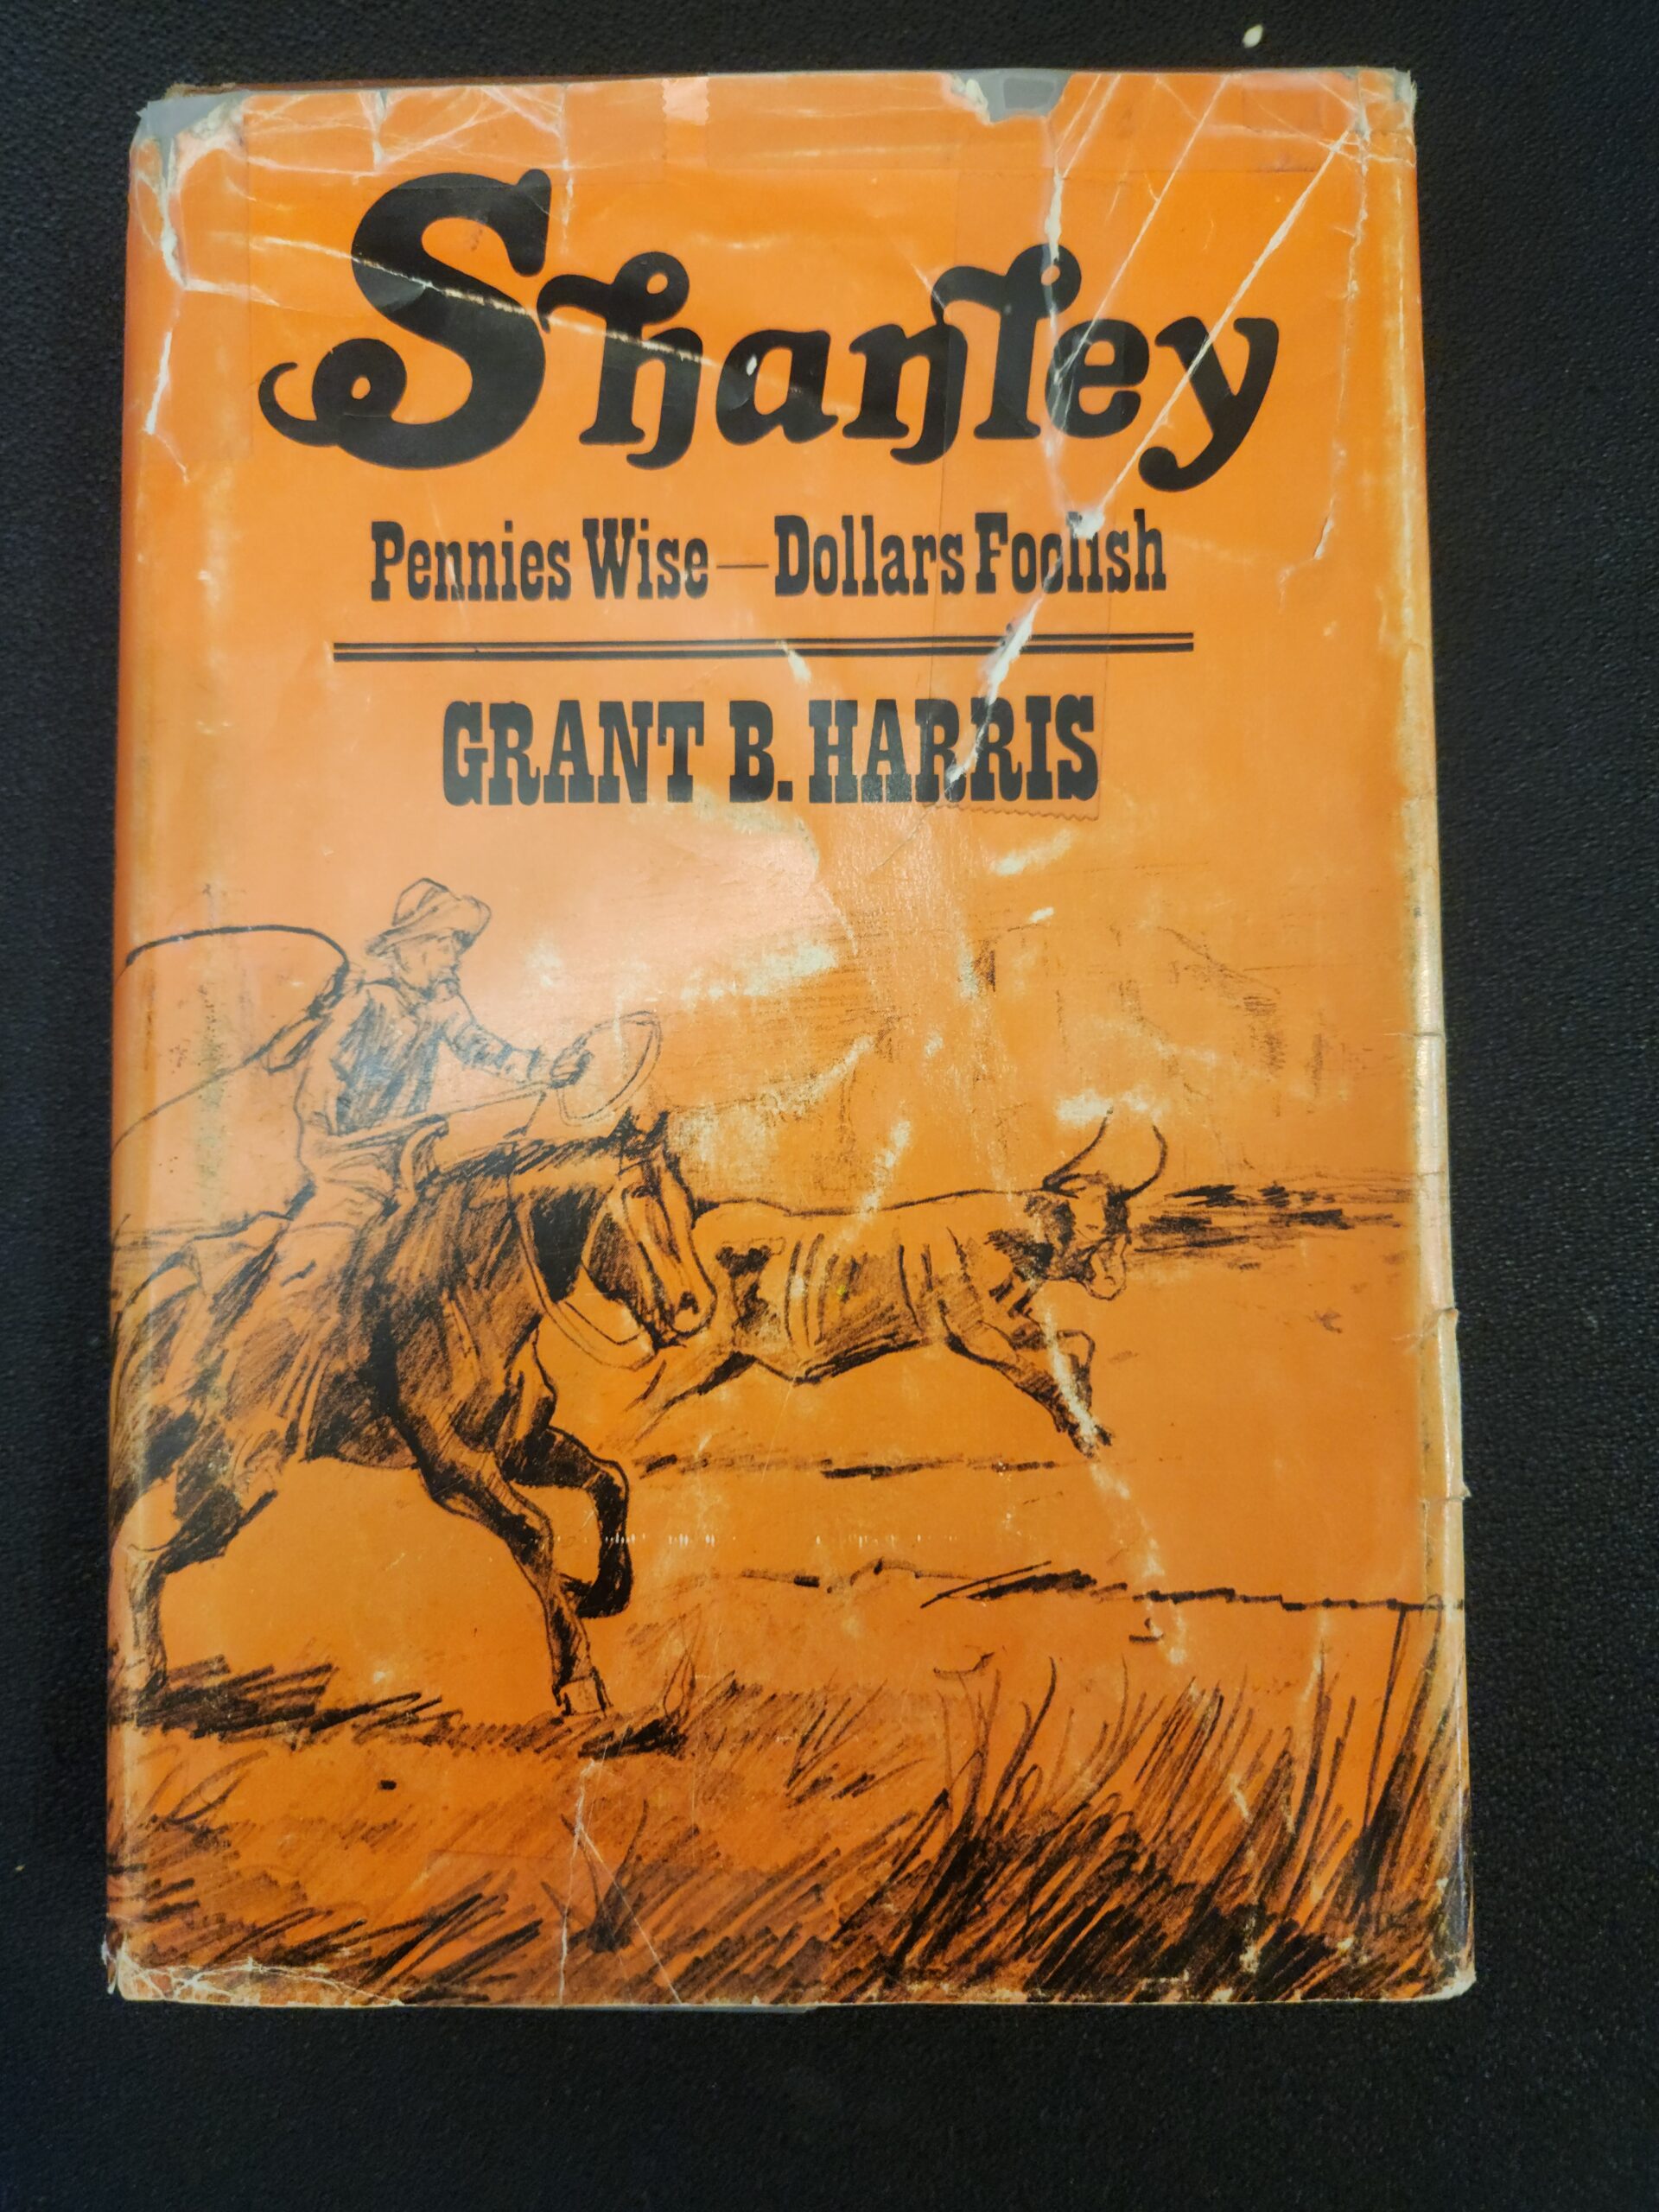 Shanley
Pennies Wise—Dollars Foolish
GRANT B. HARRIS